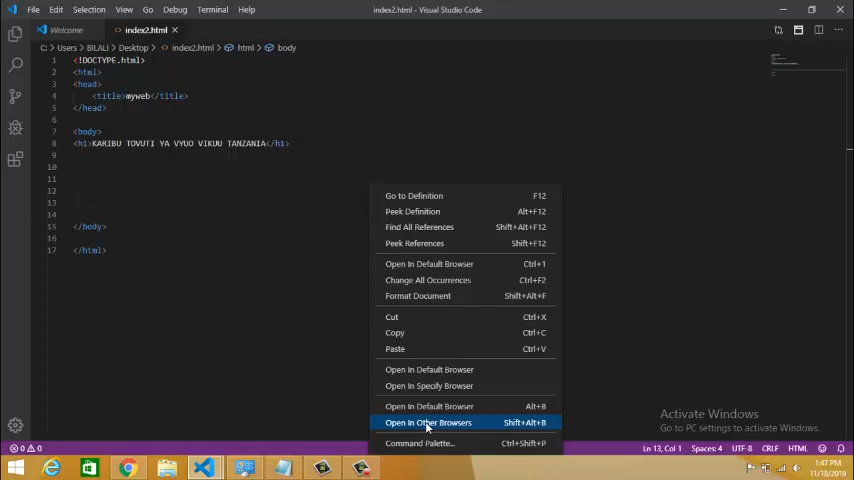 File Edit Selection View Go Debug Terminal Help index2.html - Visual Studio Code
Welcome index2.html
C: > Users > BILALI > Desktop > index2.html > html > body
1 <!DOCTYPE.html>
2 <html>
3 <head>
4 <title>myweb</title>
5 </head>
6
7 <body>
8 <h1>KARIBU TOVUTI YA VYUO VIKUU TANZANIA</h1>
9
10
11
12
13
14
15 </body>
16
17 </html>
Go to Definition F12
Peek Definition Alt+F12
Find All References Shift+Alt+F12
Peek References Shift+F12
Open In Default Browser Ctrl+1
Change All Occurrences Ctrl+F2
Format Document Shift+Alt+F
Cut Ctrl+X
Copy Ctrl+C
Paste Ctrl+V
Open In Default Browser
Open In Specify Browser
Open In Default Browser Alt+B
Open In Other Browsers Shift+Alt+B
Command Palette... Ctrl+Shift+P
Activate Windows
Go to PC settings to activate Windows.
0 0 Ln 13, Col 1 Spaces: 4 UTF-8 CRLF HTML
1:47 PM
11/18/2019